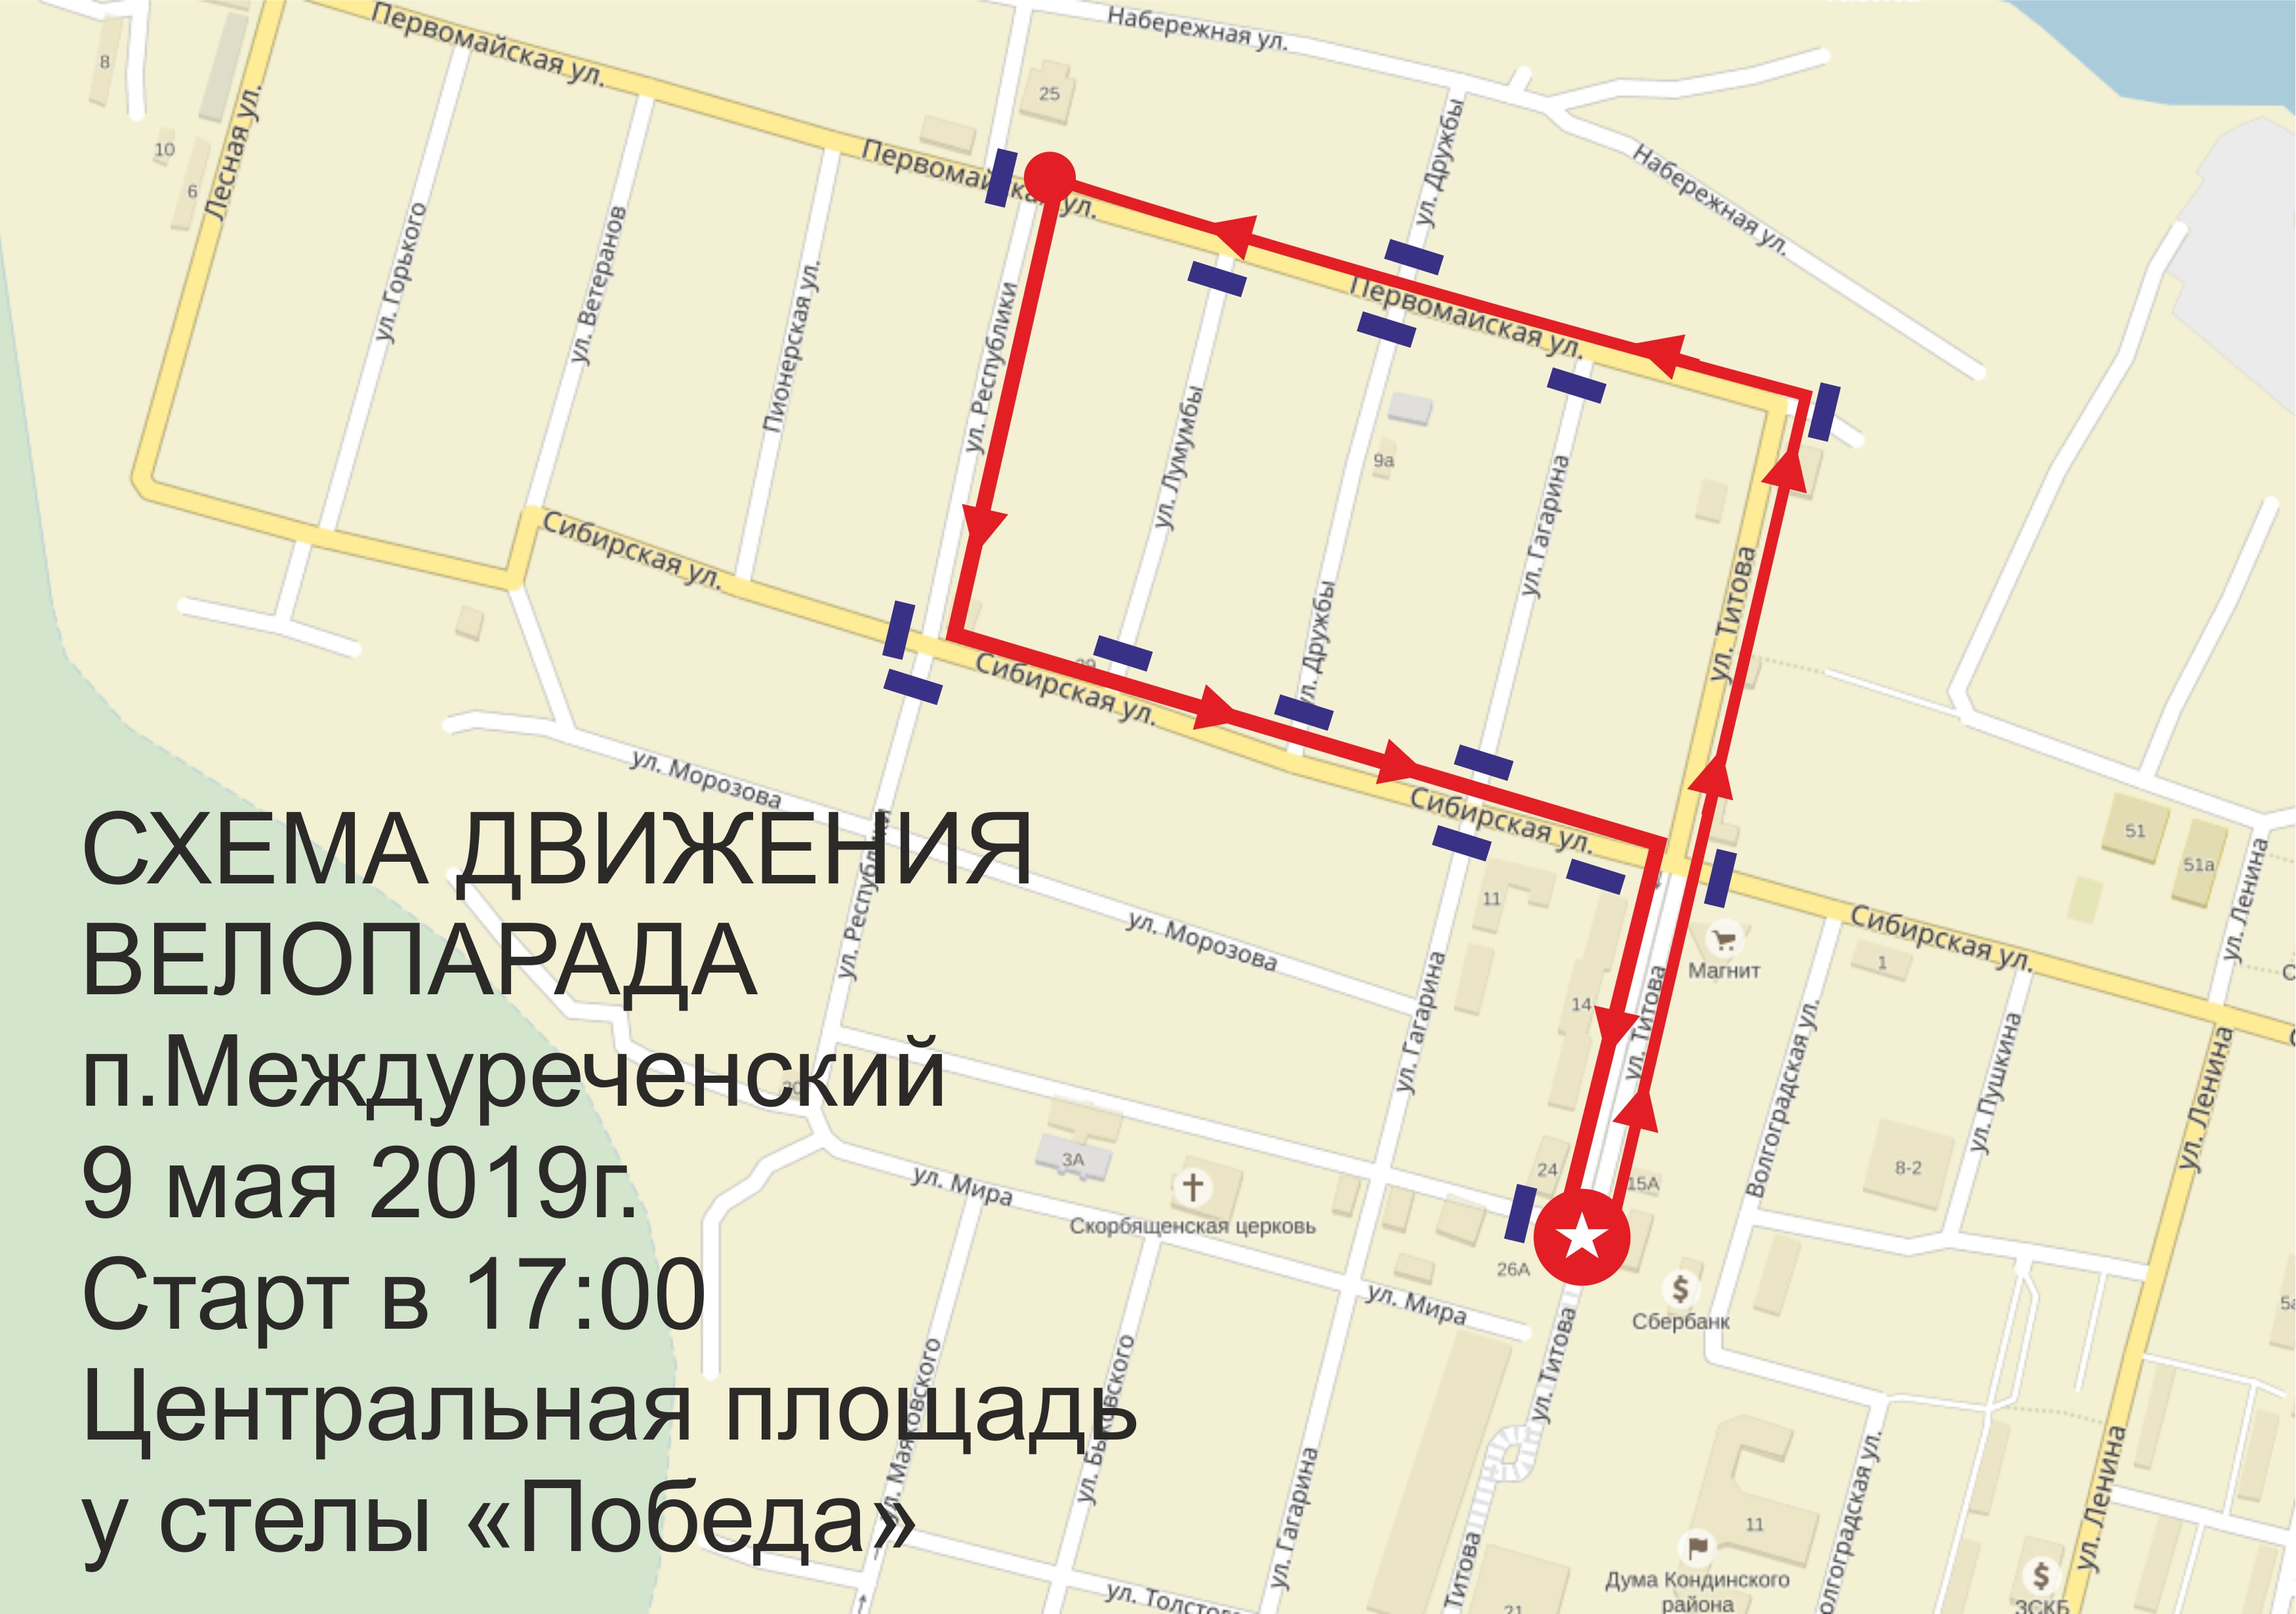 Первомайская ул.
Набережная ул.
8
25
Лесная ул.
10
6
Первомайская ул.
ул. Дружбы
Набережная ул.
ул. Горького
ул. Ветеранов
Пионерская ул.
ул. Республики
Первомайская ул.
ул. Лумумбы
9а
ул. Гагарина
Сибирская ул.
ул. Титова
ул. Дружбы
Сибирская ул.
ул. Морозова
Сибирская ул.
51
51а
ул. Ленина
11
ул. Республики
ул. Морозова
Сибирская ул.
Магнит
1
14
ул. Титова
ул. Гагарина
Волгоградская ул.
ул. Пушкина
ул. Ленина
3А
24
15А
8-2
ул. Мира
Скорбященская церковь
26А
ул. Мира
Сбербанк
ул. Титова
ул. Маяковского
ул. Быковского
ул. Гагарина
ул. Ленина
11
Титова
Дума Кондинского
района
21
ЗСКБ
СХЕМА ДВИЖЕНИЯ
ВЕЛОПАРАДА
п.Междуреченский
9 мая 2019г.
Старт в 17:00
Центральная площадь
у стелы «Победа»